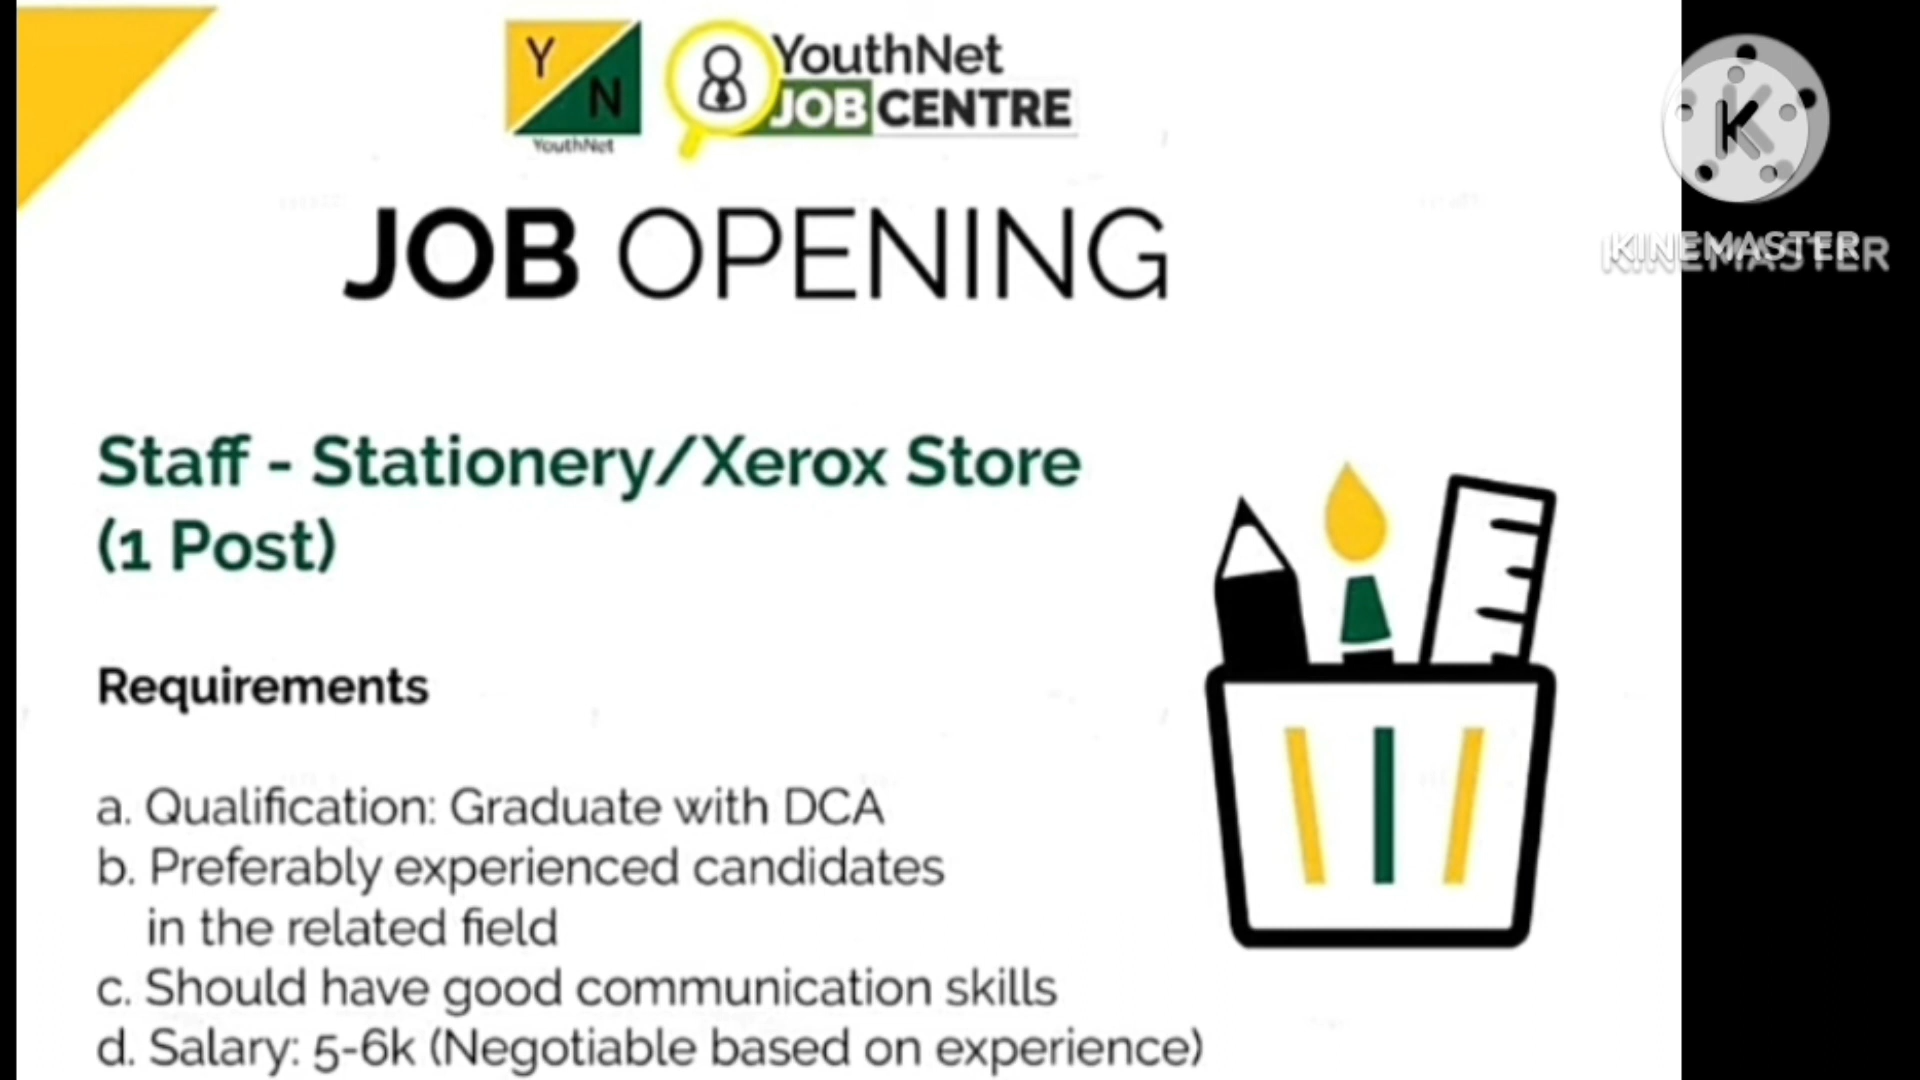 Y
N
YouthNet
YouthNet
JOB CENTRE
K
KINEMASTER
KINEMASTER
JOB OPENING
Staff - Stationery/Xerox Store
(1 Post)
Requirements
a. Qualification: Graduate with DCA
b. Preferably experienced candidates
in the related field
c. Should have good communication skills
d. Salary: 5-6k (Negotiable based on experience)